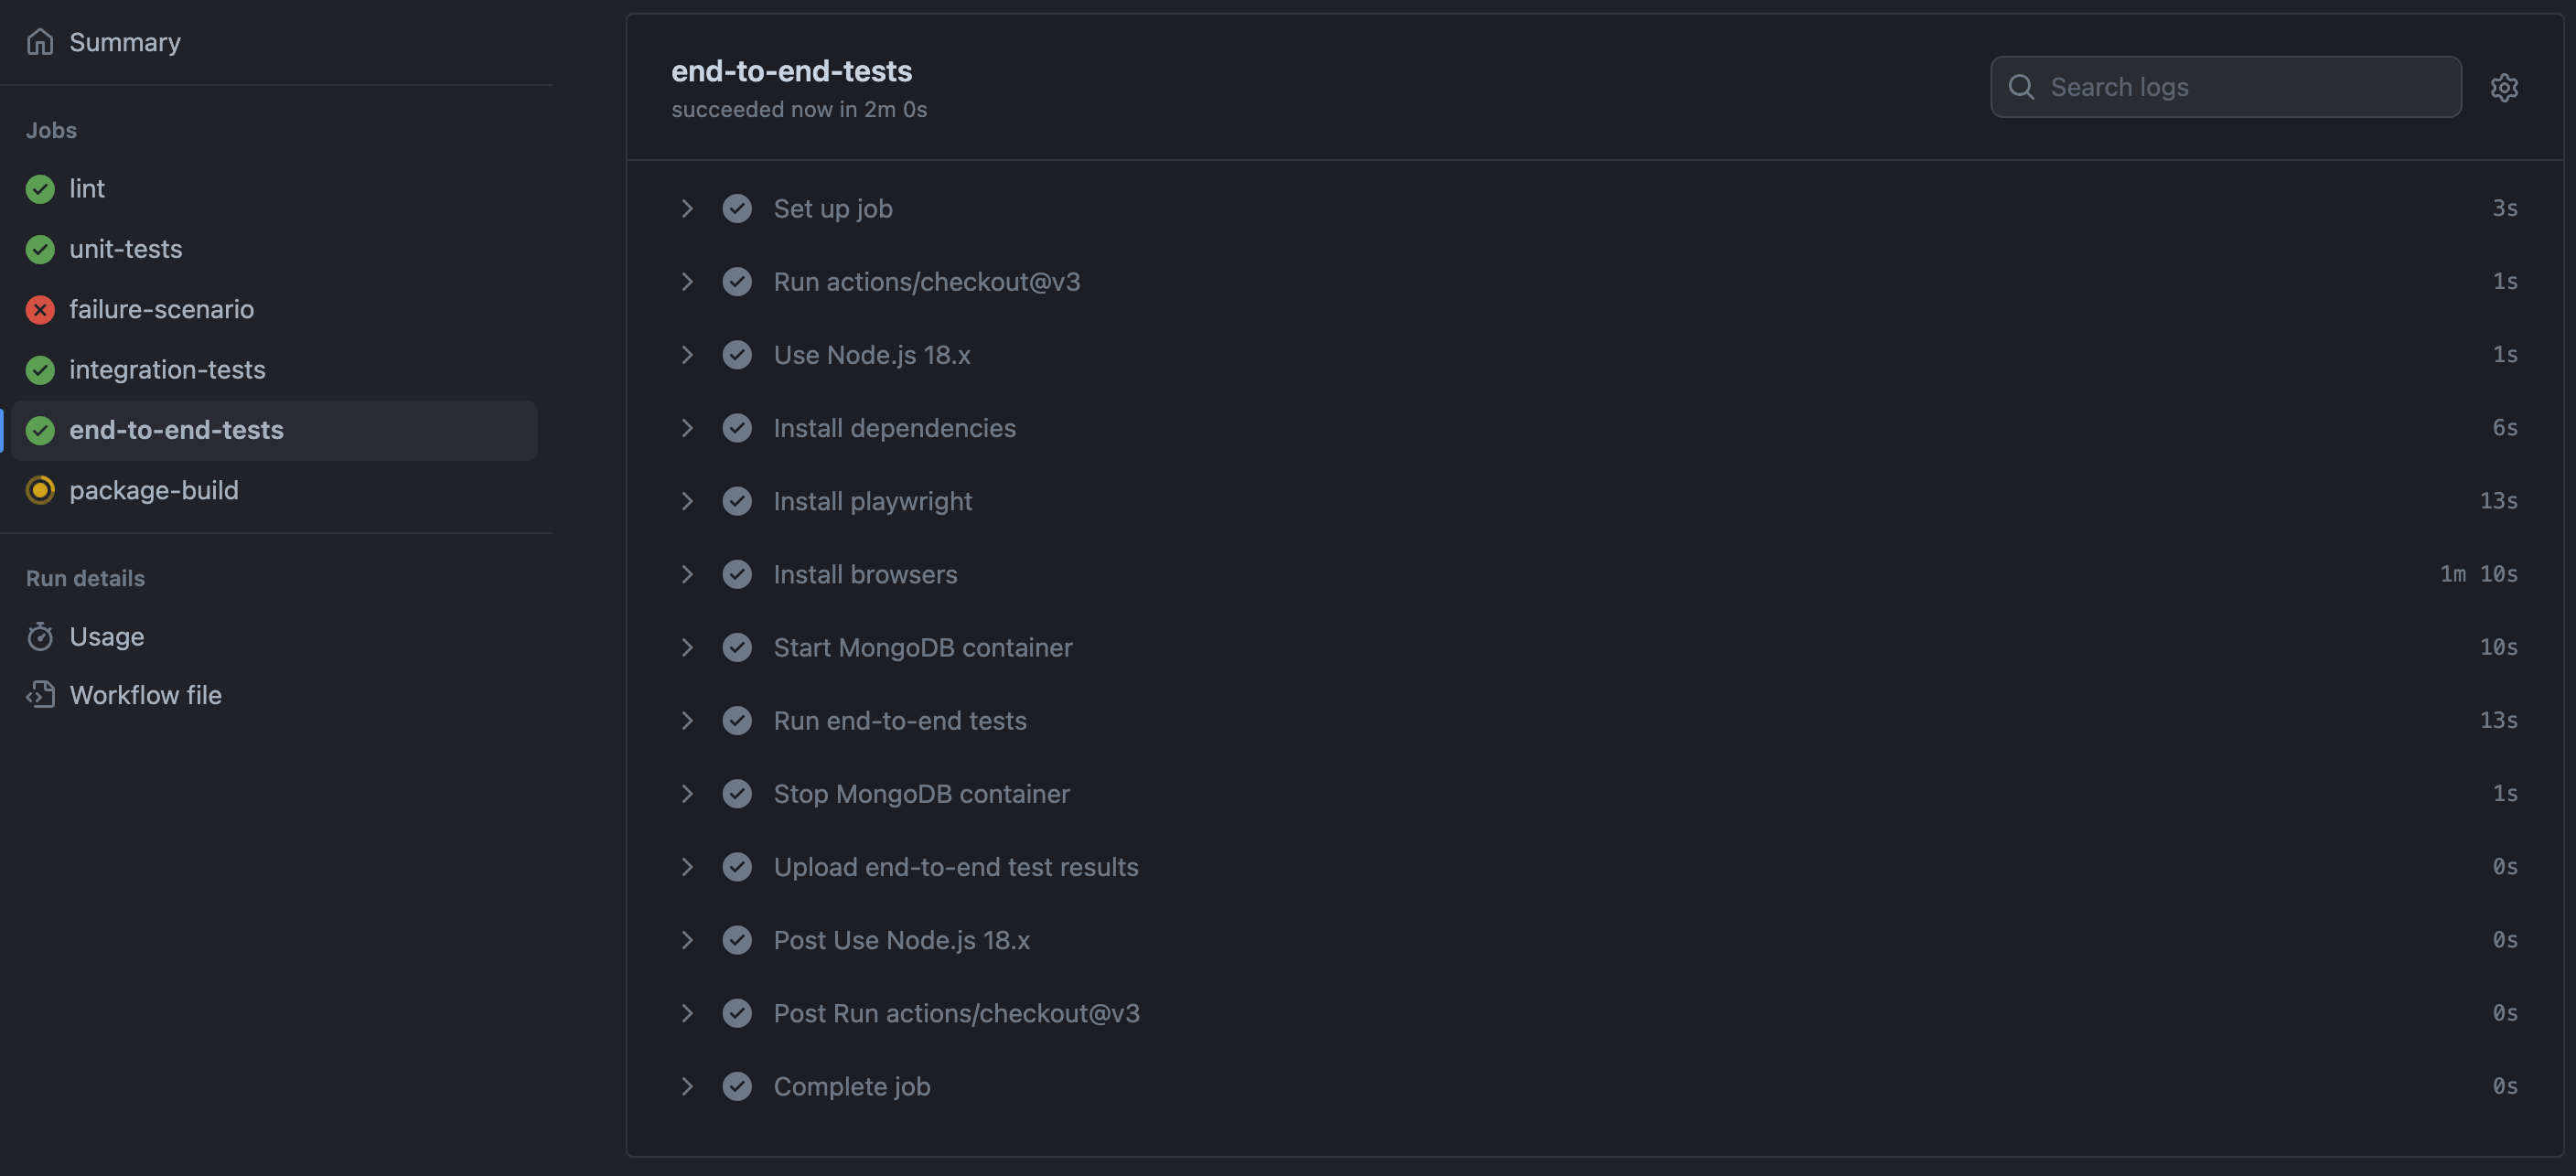 Summary
Jobs
lint
unit-tests
failure-scenario
integration-tests
end-to-end-tests
package-build
Run details
Usage
Workflow file
end-to-end-tests
succeeded now in 2m 0s
Search logs
Set up job 3s
Run actions/checkout@v3 1s
Use Node.js 18.x 1s
Install dependencies 6s
Install playwright 13s
Install browsers 1m 10s
Start MongoDB container 10s
Run end-to-end tests 13s
Stop MongoDB container 1s
Upload end-to-end test results 0s
Post Use Node.js 18.x 0s
Post Run actions/checkout@v3 0s
Complete job 0s